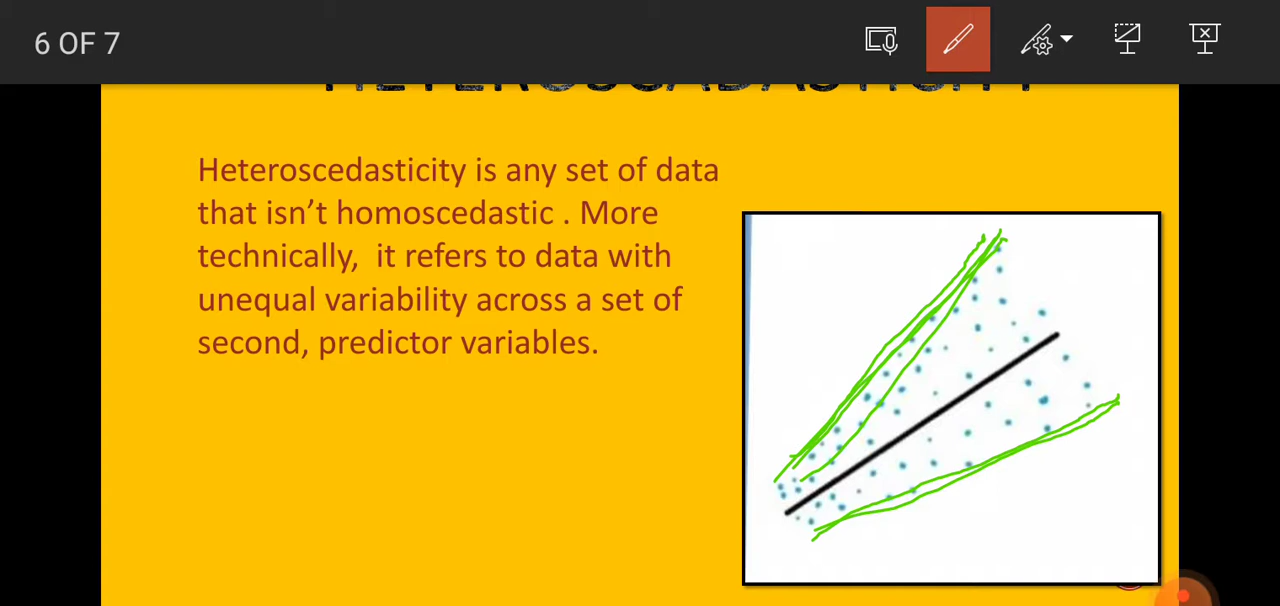 6 OF 7
HETEROSCADASTICITY
Heteroscedasticity is any set of data
that isn’t homoscedastic . More
technically,  it refers to data with
unequal variability across a set of
second, predictor variables.